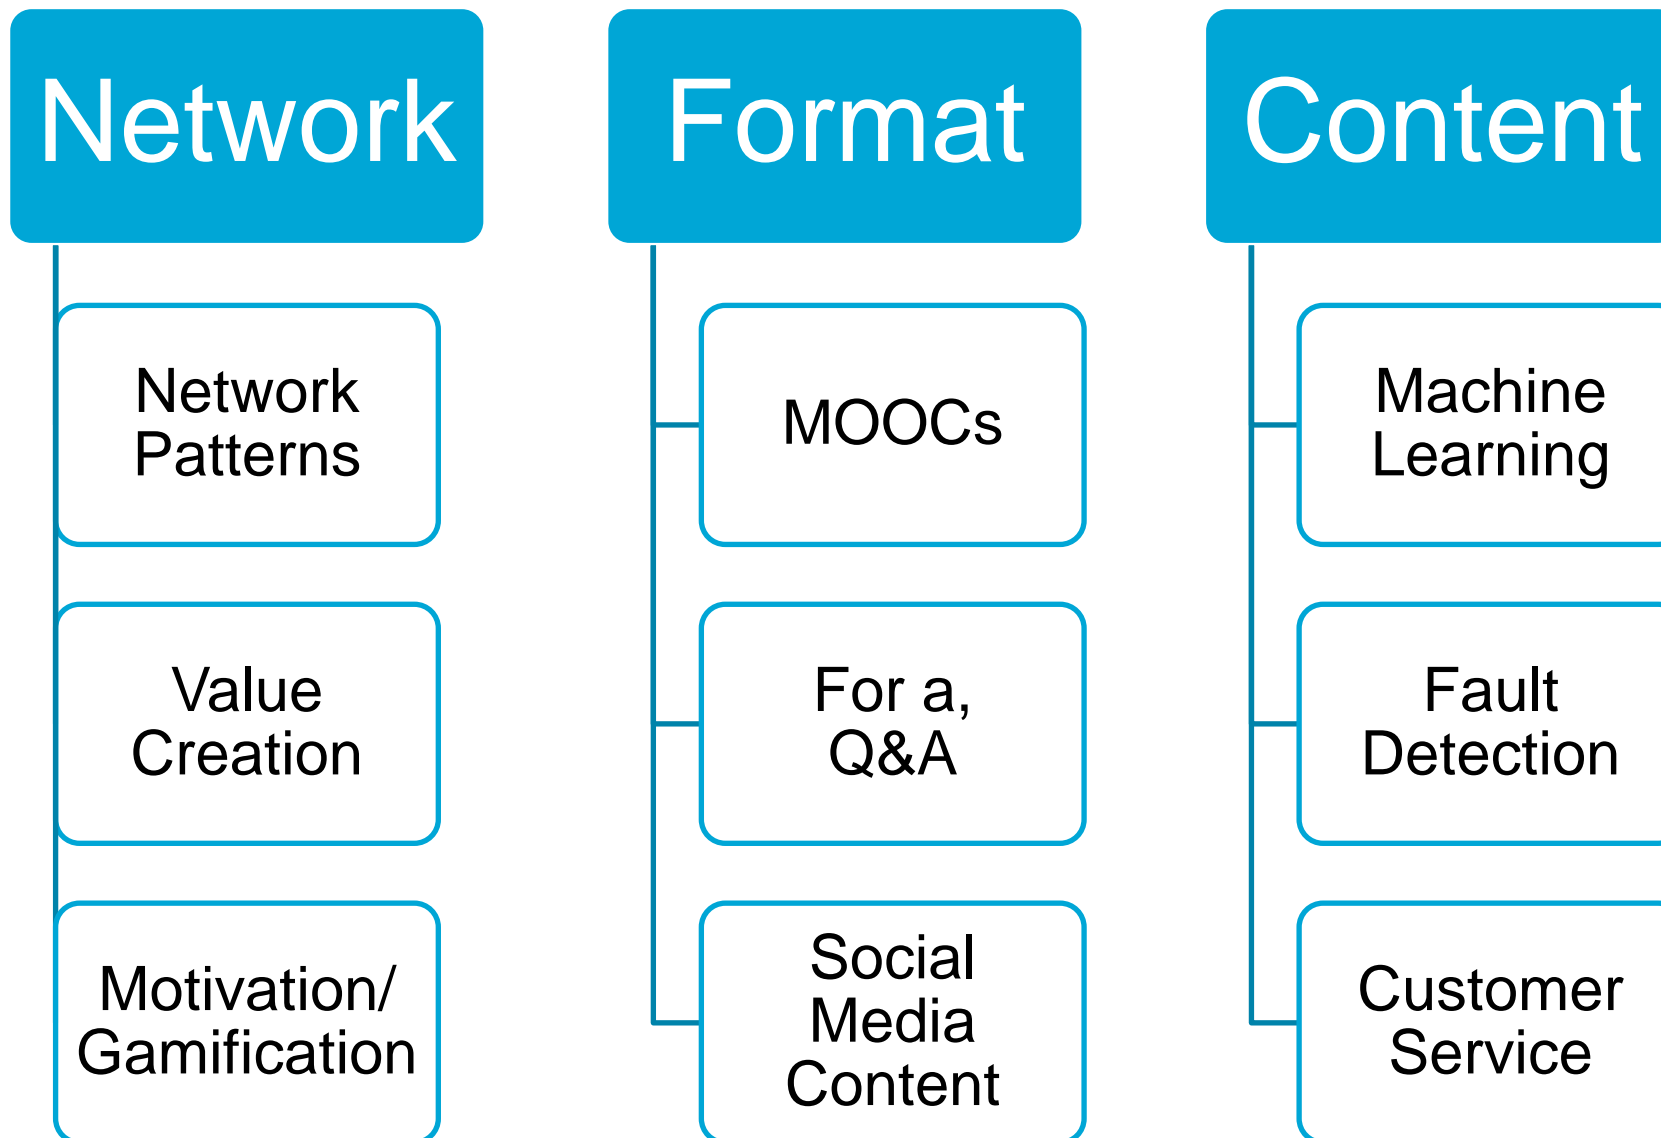 Network
Network
Patterns
Value
Creation
Motivation/
Gamification
Format
MOOCs
For a,
Q&A
Social
Media
Content
Content
Machine
Learning
Fault
Detection
Customer
Service